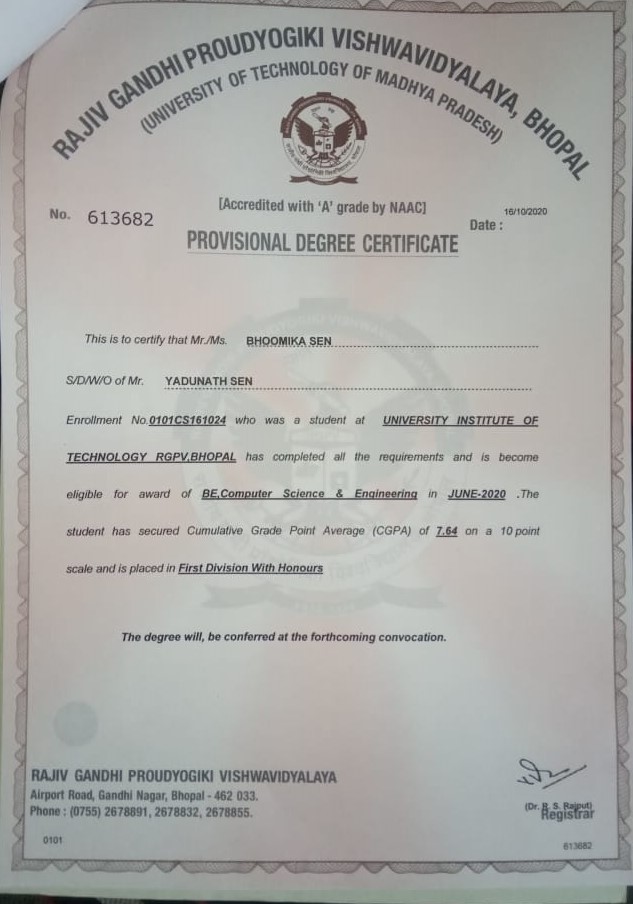 RAJIV GANDHI PROUDYOGIKI VISHWAVIDYALAYA, BHOPAL
(UNIVERSITY OF TECHNOLOGY OF MADHYA PRADESH)
[Accredited with 'A' grade by NAAC]
No. 613682
16/10/2020
Date :
PROVISIONAL DEGREE CERTIFICATE
This is to certify that Mr./Ms. BHOOMIKA SEN
S/D/W/O of Mr. YADUNATH SEN
Enrollment No.0101CS161024 who was a student at UNIVERSITY INSTITUTE OF
TECHNOLOGY RGPV,BHOPAL has completed all the requirements and is become
eligible for award of BE,Computer Science & Engineering in JUNE-2020 .The
student has secured Cumulative Grade Point Average (CGPA) of 7.64 on a 10 point
scale and is placed in First Division With Honours
The degree will, be conferred at the forthcoming convocation.
RAJIV GANDHI PROUDYOGIKI VISHWAVIDYALAYA
Airport Road, Gandhi Nagar, Bhopal - 462 033.
Phone : (0755) 2678891, 2678832, 2678855.
(Dr. R. S. Rajput)
Registrar
0101
613682